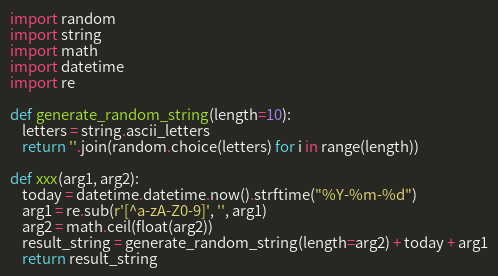 import random
import string
import math
import datetime
import re

def generate_random_string(length=10):
    letters = string.ascii_letters
    return ''.join(random.choice(letters) for i in range(length))

def xxx(arg1, arg2):
    today = datetime.datetime.now().strftime("%Y-%m-%d")
    arg1 = re.sub(r'[^a-zA-Z0-9]', '', arg1)
    arg2 = math.ceil(float(arg2))
    result_string = generate_random_string(length=arg2) + today + arg1
    return result_string